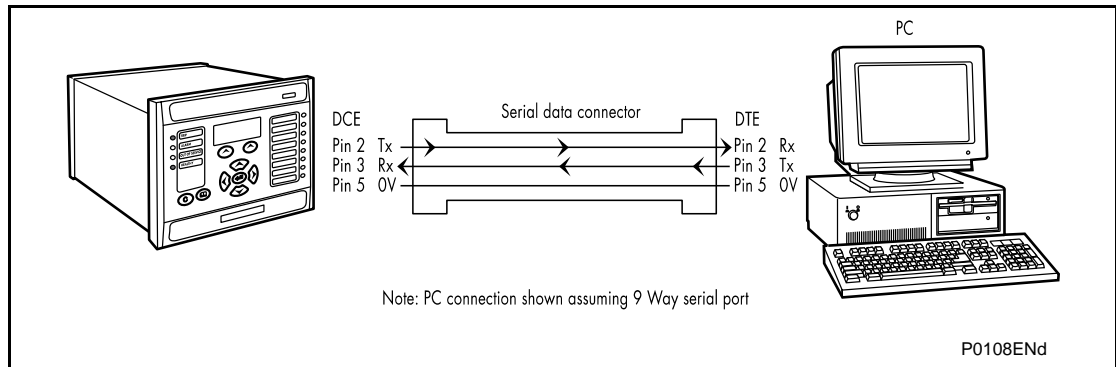 PC
DCE Serial data connector DTE
Pin 2 Tx Pin 2 Rx
Pin 3 Rx Pin 3 Tx
Pin 5 0V Pin 5 0V
Note: PC connection shown assuming 9 Way serial port
P0108ENd